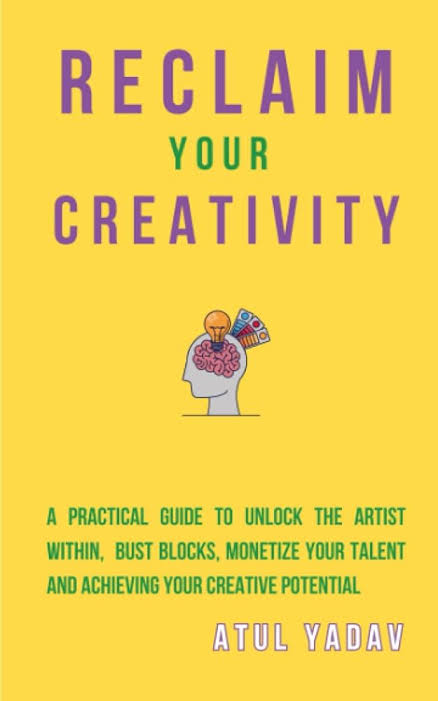 RECLAIM
YOUR
CREATIVITY
A PRACTICAL GUIDE TO UNLOCK THE ARTIST
WITHIN, BUST BLOCKS, MONETIZE YOUR TALENT
AND ACHIEVING YOUR CREATIVE POTENTIAL
ATUL YADAV